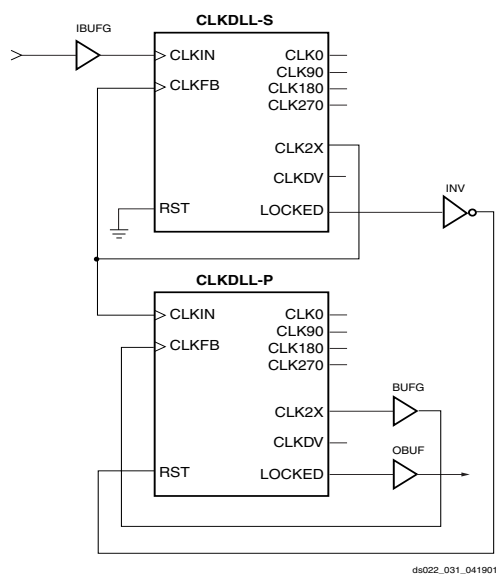 CLKDLL-S
IBUFG
CLKIN
CLKFB
RST
CLK0
CLK90
CLK180
CLK270
CLK2X
CLKDV
LOCKED
INV
CLKDLL-P
CLKIN
CLKFB
RST
CLK0
CLK90
CLK180
CLK270
CLK2X
CLKDV
LOCKED
BUFG
OBUF
ds022_031_041901